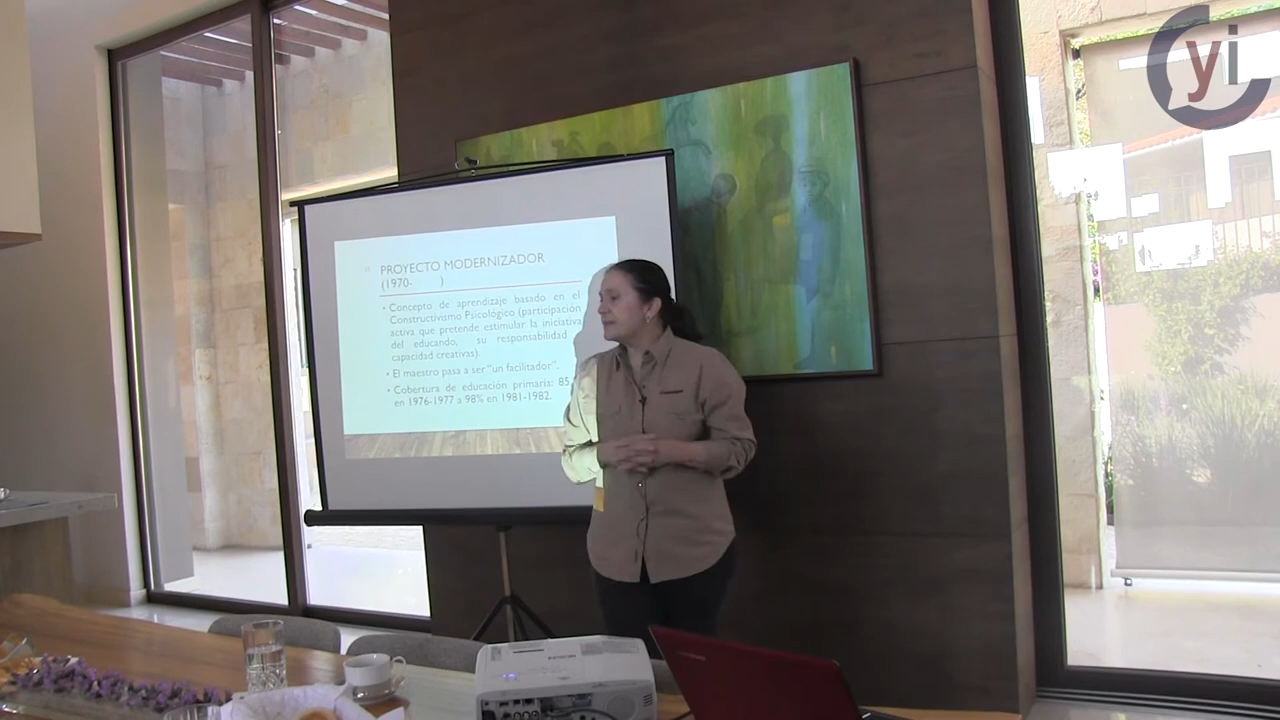 PROYECTO MODERNIZADOR
(1970- )
• Concepto de aprendizaje basado en el
Constructivismo Psicológico (participación
activa que pretende estimular la iniciativa
del educando, su responsabilidad
capacidad creativas).
• El maestro pasa a ser "un facilitador".
• Cobertura de educación primaria: 85
en 1976-1977 a 98% en 1981-1982.
yi